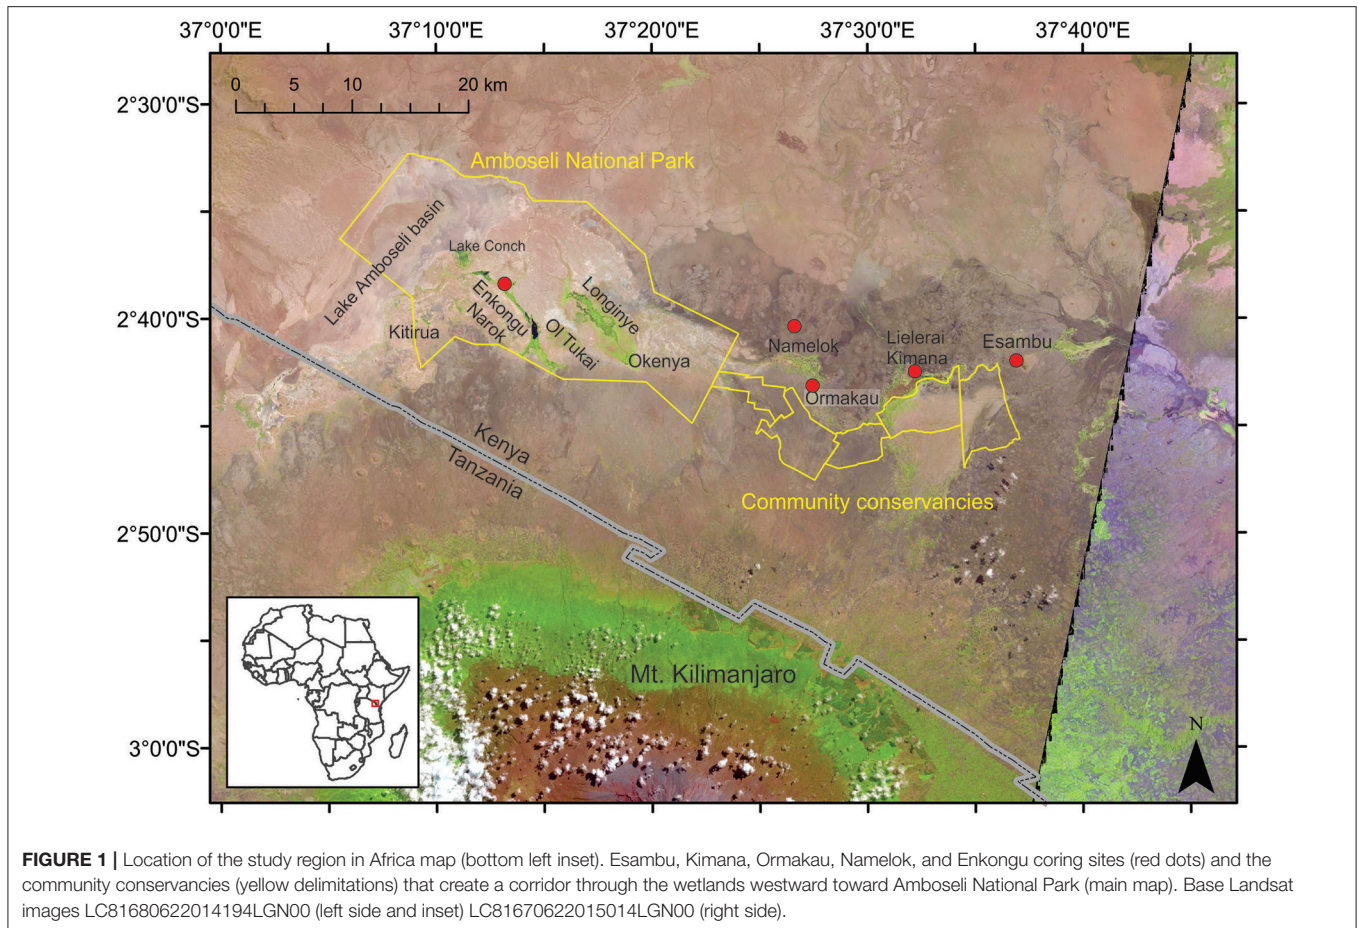 37°0'0"E 37°10'0"E 37°20'0"E 37°30'0"E 37°40'0"E
0 5 10 20 km
2°30'0"S
Amboseli National Park
Lake Amboseli basin
Lake Conch
Longinye
Enkongu
Narok
2°40'0"S
Kitirua
Ol Tukai
Okenya
Namelok
Lielerai
Kimana
Esambu
Ormakau
Kenya
Tanzania
Community conservancies
2°50'0"S
Mt. Kilimanjaro
N
3°0'0"S
FIGURE 1 | Location of the study region in Africa map (bottom left inset). Esambu, Kimana, Ormakau, Namelok, and Enkongu coring sites (red dots) and the
community conservancies (yellow delimitations) that create a corridor through the wetlands westward toward Amboseli National Park (main map). Base Landsat
images LC81680622014194LGN00 (left side and inset) LC81670622015014LGN00 (right side).